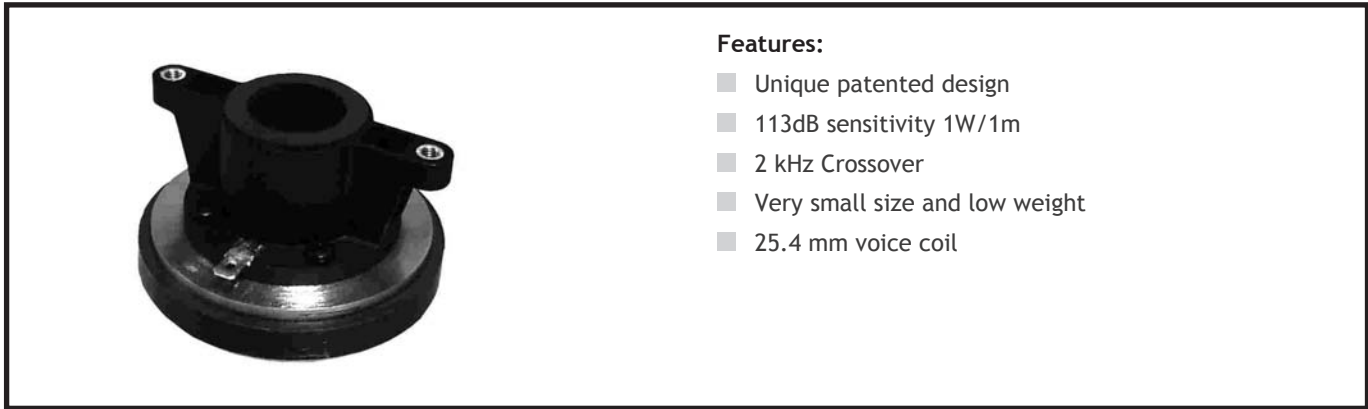 Features:
Unique patented design
113dB sensitivity 1W/1m
2 kHz Crossover
Very small size and low weight
25.4 mm voice coil